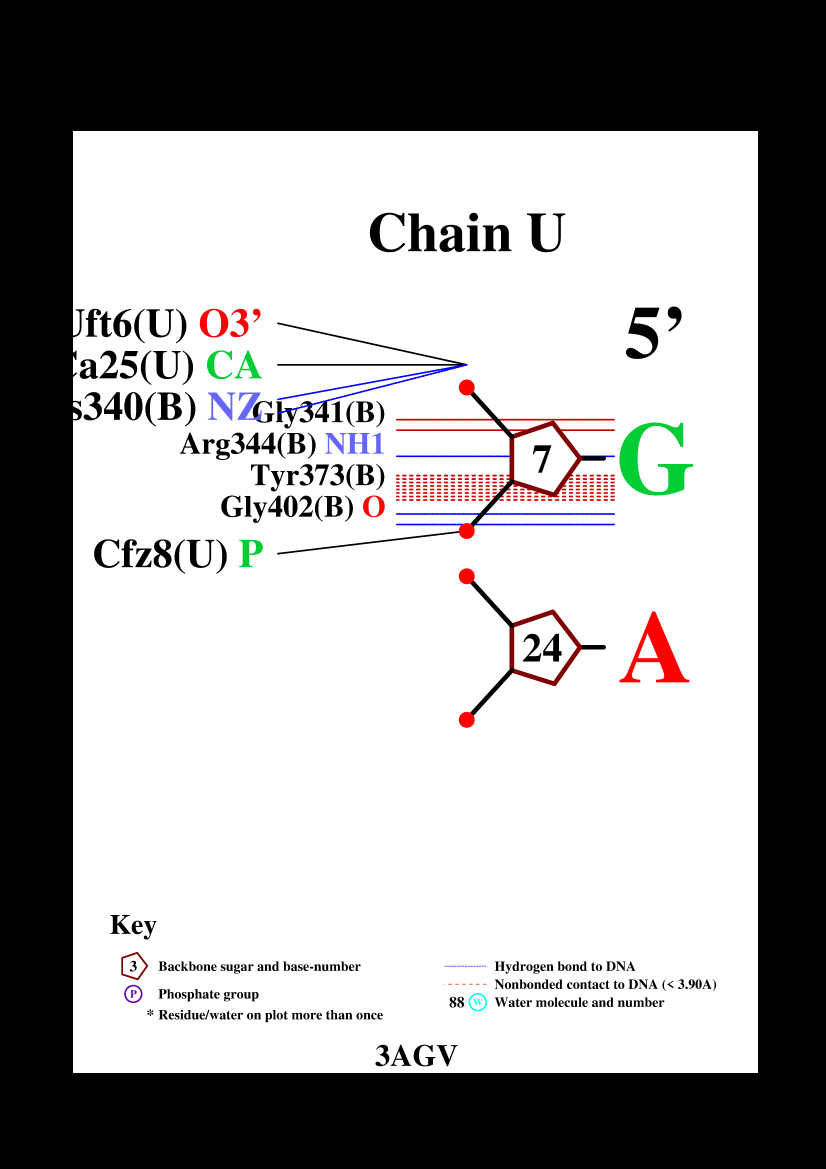 Chain U
5’
Uft6(U) O3’
Ca25(U) CA
s340(B) NZ
Gly341(B)
Arg344(B) NH1
Tyr373(B)
Gly402(B) O
7
G
Cfz8(U) P
24
A
Key
3 Backbone sugar and base-number
P Phosphate group
* Residue/water on plot more than once
Hydrogen bond to DNA
Nonbonded contact to DNA (< 3.90A)
88 W Water molecule and number
3AGV